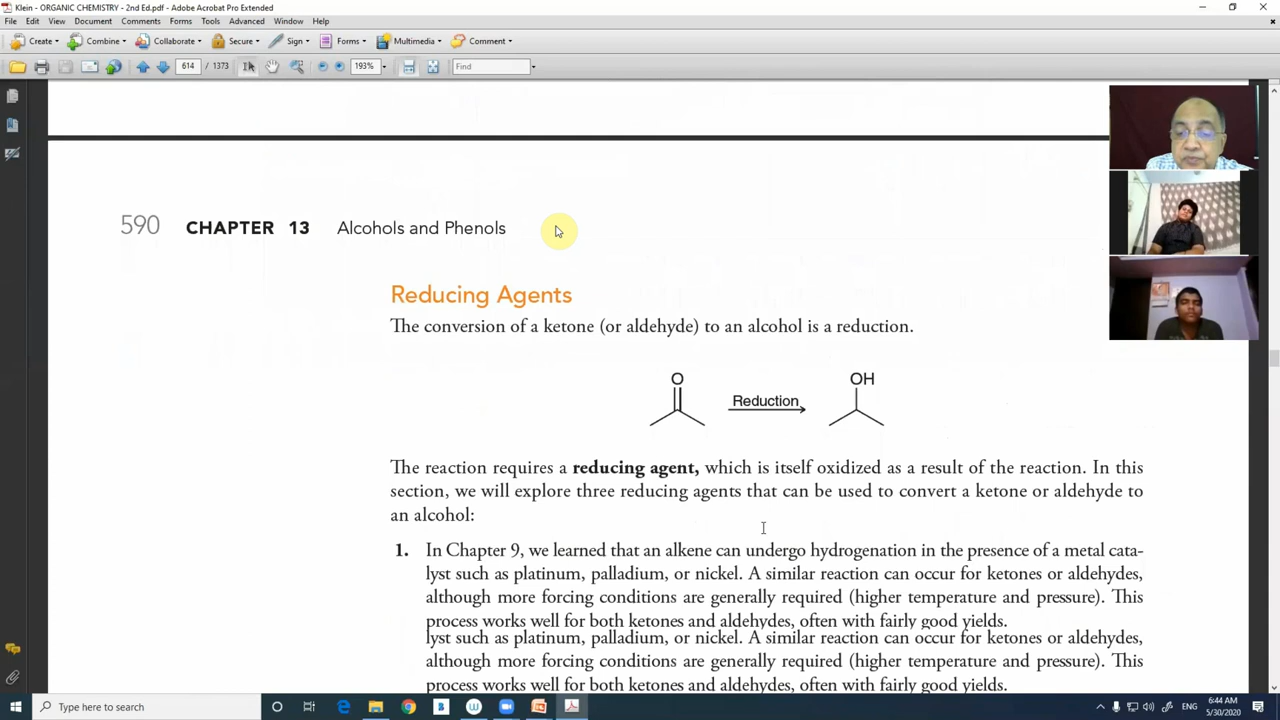 Klein - ORGANIC CHEMISTRY - 2nd Ed.pdf - Adobe Acrobat Pro Extended
File Edit View Document Comments Forms Tools Advanced Window Help
Create Combine Collaborate Secure Sign Forms Multimedia Comment
614 / 1373 193% Find
590 CHAPTER 13 Alcohols and Phenols
Reducing Agents
The conversion of a ketone (or aldehyde) to an alcohol is a reduction.
O OH
Reduction
The reaction requires a reducing agent, which is itself oxidized as a result of the reaction. In this
section, we will explore three reducing agents that can be used to convert a ketone or aldehyde to
an alcohol:
1. In Chapter 9, we learned that an alkene can undergo hydrogenation in the presence of a metal cata-
lyst such as platinum, palladium, or nickel. A similar reaction can occur for ketones or aldehydes,
although more forcing conditions are generally required (higher temperature and pressure). This
process works well for both ketones and aldehydes, often with fairly good yields.
lyst such as platinum, palladium, or nickel. A similar reaction can occur for ketones or aldehydes,
although more forcing conditions are generally required (higher temperature and pressure). This
process works well for both ketones and aldehydes, often with fairly good yields.
Type here to search
6:44 AM
5/30/2020